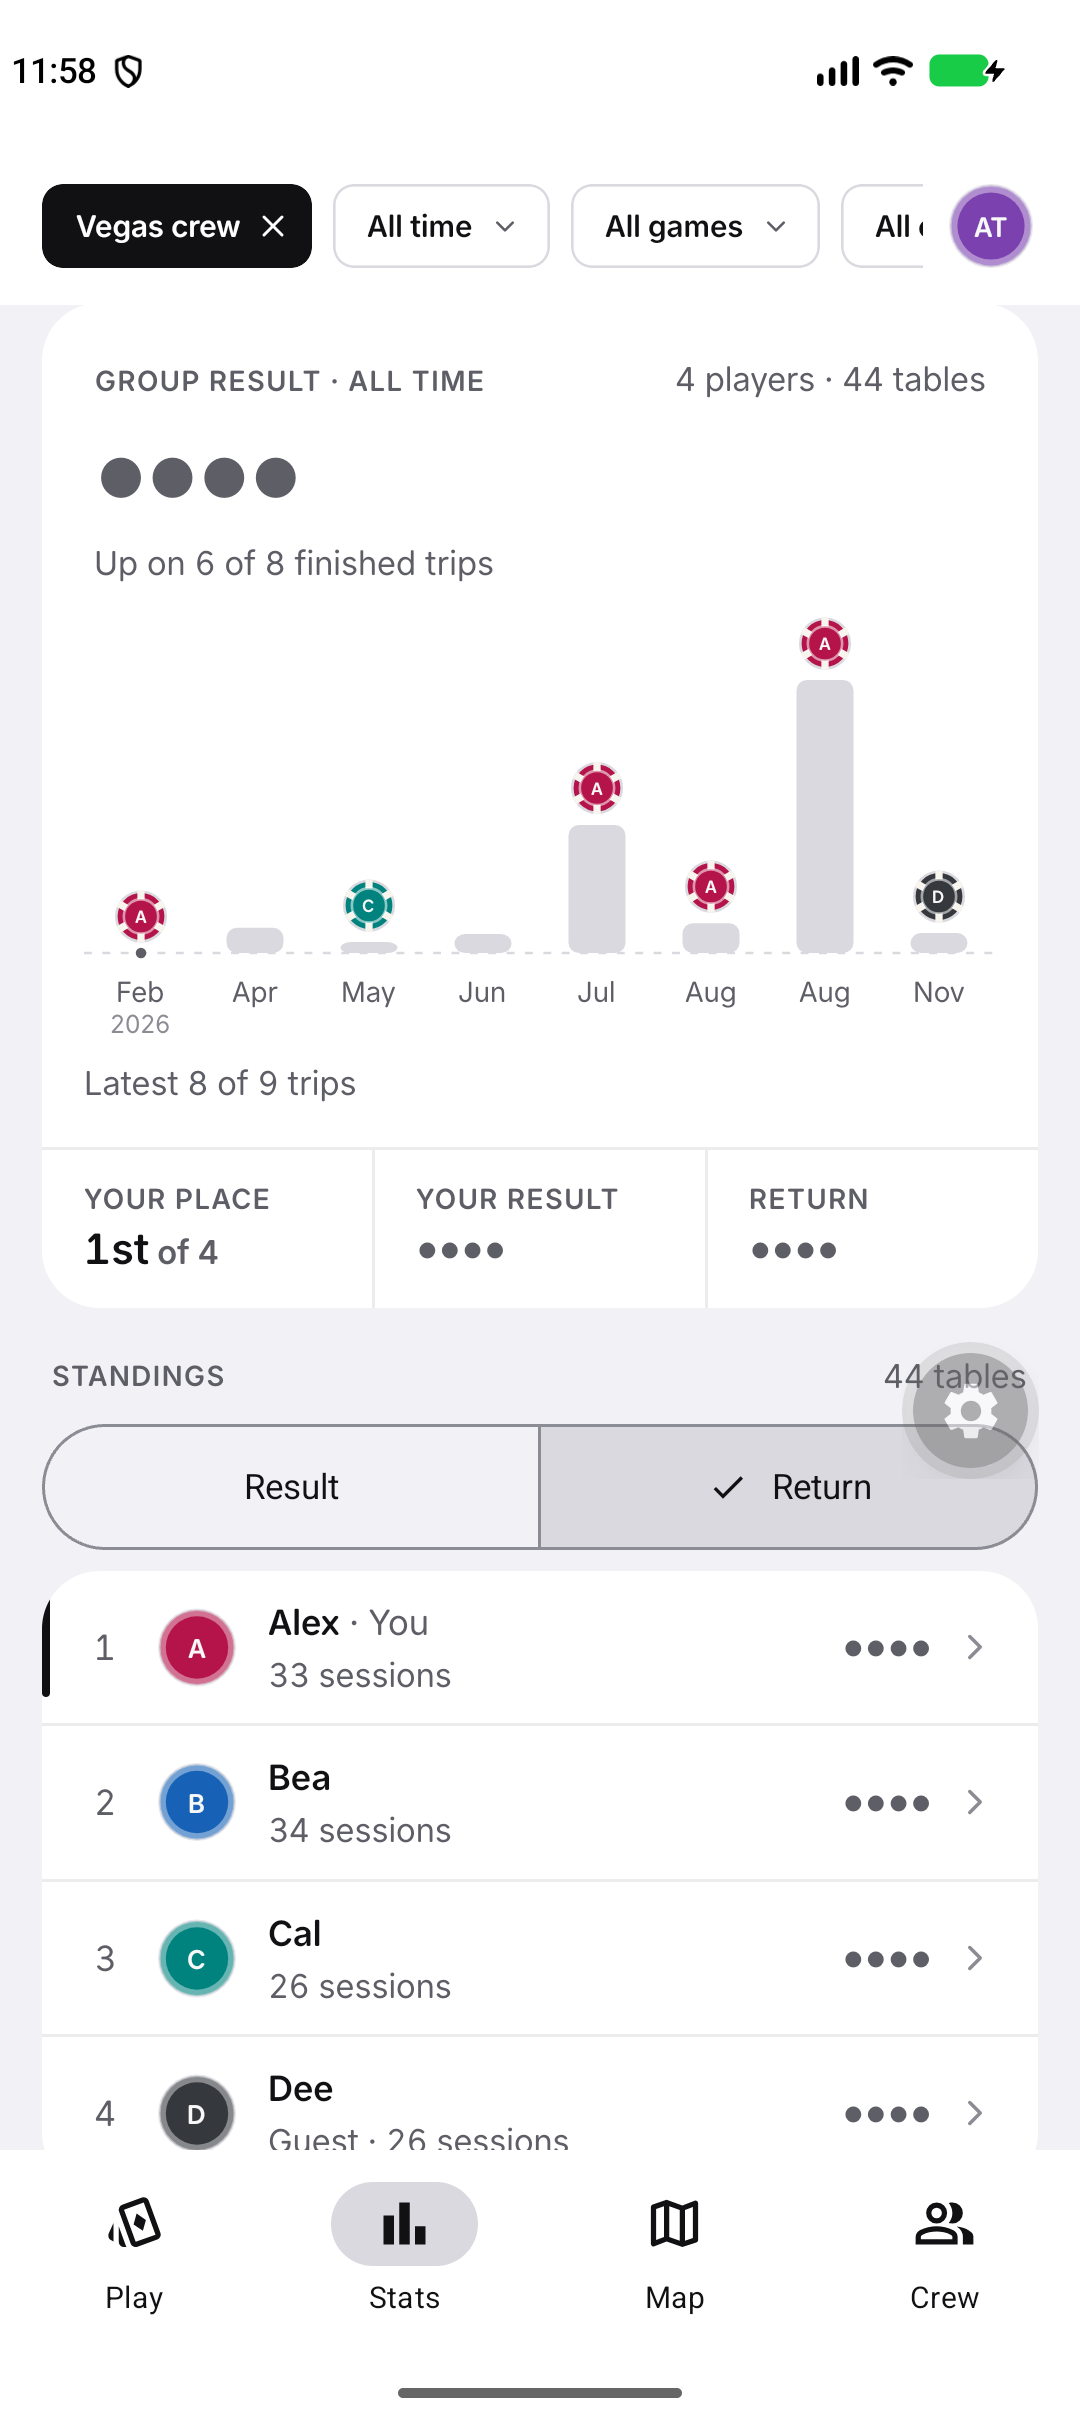 11:58
Vegas crew
All time
All games
All
AT
GROUP RESULT · ALL TIME
4 players · 44 tables
●●●●
Up on 6 of 8 finished trips
A
A
A
C
A
D
Feb
2026
Apr
May
Jun
Jul
Aug
Aug
Nov
Latest 8 of 9 trips
YOUR PLACE
1st of 4
YOUR RESULT
●●●●
RETURN
●●●●
STANDINGS
44 tables
Result
Return
1
A
Alex · You
33 sessions
●●●●
2
B
Bea
34 sessions
●●●●
3
C
Cal
26 sessions
●●●●
4
D
Dee
Guest · 26 sessions
●●●●
Play
Stats
Map
Crew